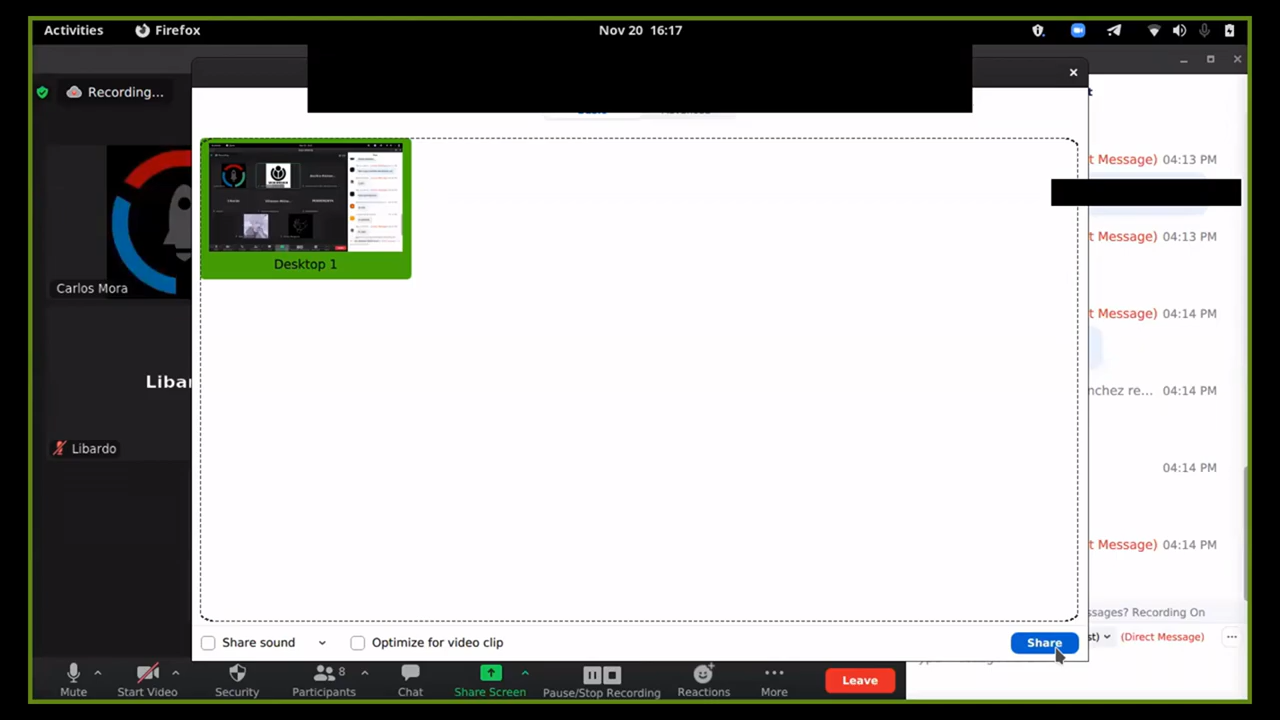 Activities
Firefox
Nov 20 16:17
Recording...
Message) 04:13 PM
Desktop 1
Message) 04:13 PM
Carlos Mora
Message) 04:14 PM
Libar
04:14 PM
Libardo
04:14 PM
Message) 04:14 PM
Recording On
Share sound
Optimize for video clip
Share
(Direct Message)
Mute
Start Video
Security
8
Participants
Chat
Share Screen
Pause/Stop Recording
Reactions
More
Leave